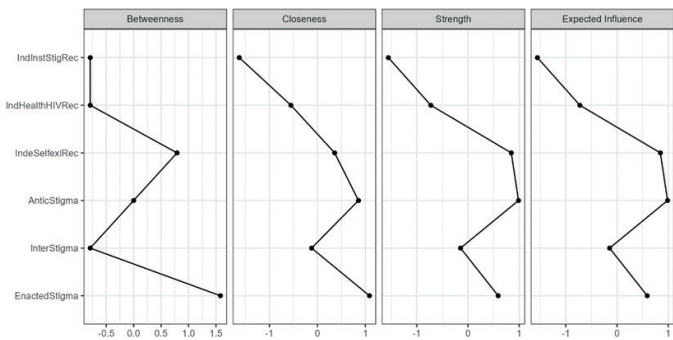 Betweenness
Closeness
Strength
Expected Influence
IndInstStigRec
IndHealthHIVRec
IndeSelfexlRec
AnticStigma
InterStigma
EnactedStigma
-0.5 0.0 0.5 1.0 1.5
-1 0 1
-1 0 1
-1 0 1